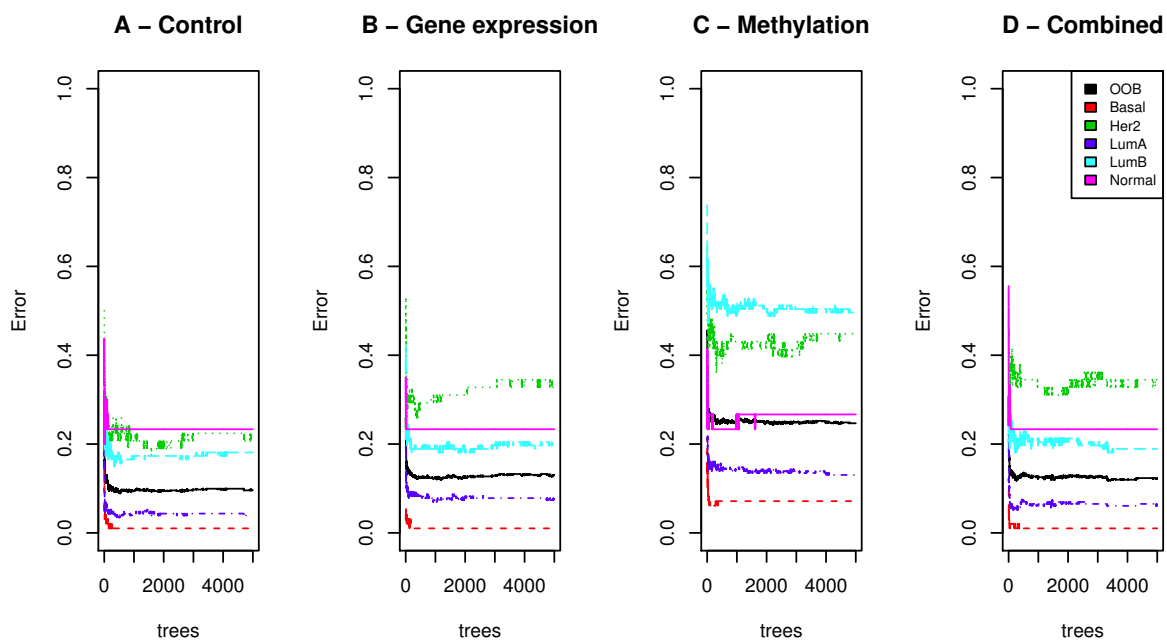 A – Control
B – Gene expression
C – Methylation
D – Combined
Error
0.0
0.2
0.4
0.6
0.8
1.0
0
2000
4000
trees
Error
0.0
0.2
0.4
0.6
0.8
1.0
0
2000
4000
trees
Error
0.0
0.2
0.4
0.6
0.8
1.0
0
2000
4000
trees
Error
0.0
0.2
0.4
0.6
0.8
1.0
0
2000
4000
trees
OOB
Basal
Her2
LumA
LumB
Normal